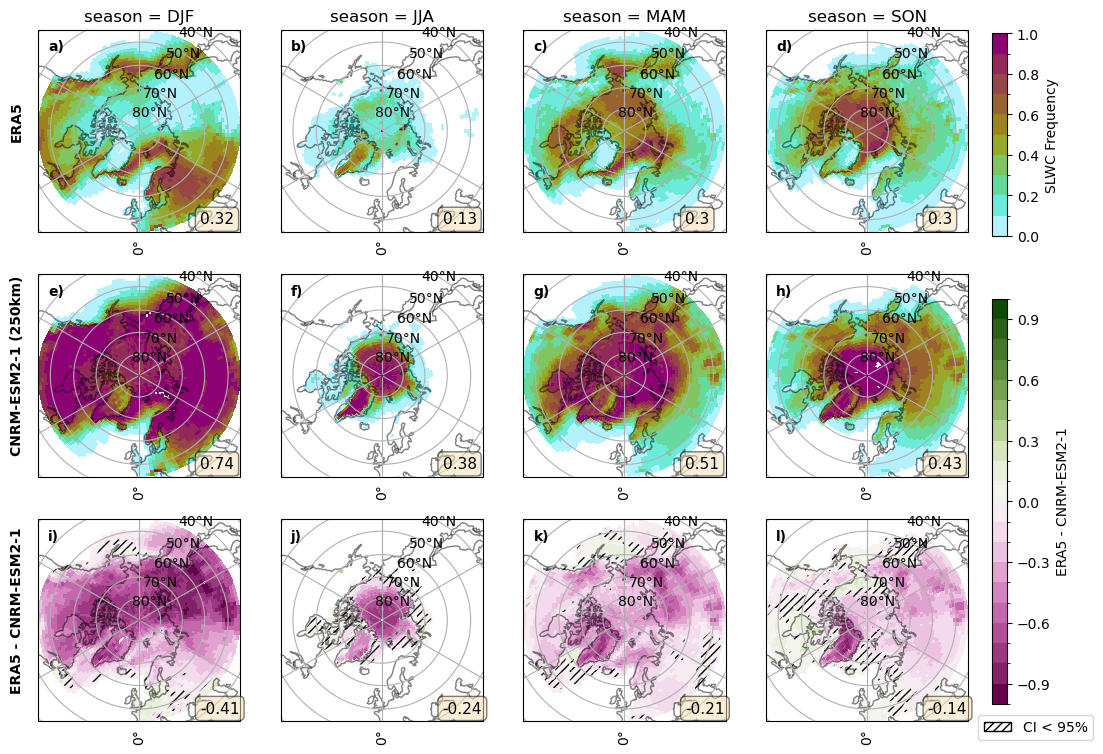 season = DJF
season = JJA
season = MAM
season = SON
ERA5
a)
40°N
50°N
60°N
70°N
80°N
0.32
0°
b)
40°N
50°N
60°N
70°N
80°N
0.13
0°
c)
40°N
50°N
60°N
70°N
80°N
0.3
0°
d)
40°N
50°N
60°N
70°N
80°N
0.3
0°
1.0
0.8
0.6
0.4
0.2
0.0
SLWC Frequency
CNRM-ESM2-1 (250km)
e)
40°N
50°N
60°N
70°N
80°N
0.74
0°
f)
40°N
50°N
60°N
70°N
80°N
0.38
0°
g)
40°N
50°N
60°N
70°N
80°N
0.51
0°
h)
40°N
50°N
60°N
70°N
80°N
0.43
0°
ERA5 - CNRM-ESM2-1
i)
40°N
50°N
60°N
70°N
80°N
-0.41
0°
j)
40°N
50°N
60°N
70°N
80°N
-0.24
0°
k)
40°N
50°N
60°N
70°N
80°N
-0.21
0°
l)
40°N
50°N
60°N
70°N
80°N
-0.14
0°
0.9
0.6
0.3
0.0
−0.3
−0.6
−0.9
ERA5 - CNRM-ESM2-1
CI < 95%